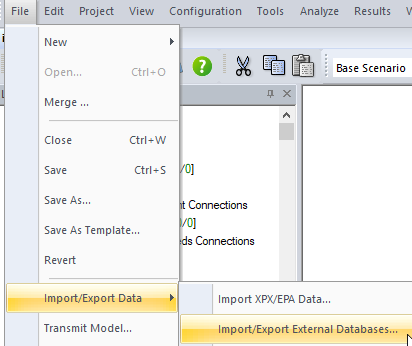 File Edit Project View Configuration Tools Analyze Results
New
Open... Ctrl+O
Base Scenario
Merge ...
Close Ctrl+W
Save Ctrl+S
/0]
Save As...
nt Connections
Save As Template...
/0]
eds Connections
Revert
Import/Export Data
Import XPX/EPA Data...
Transmit Model...
Import/Export External Databases...